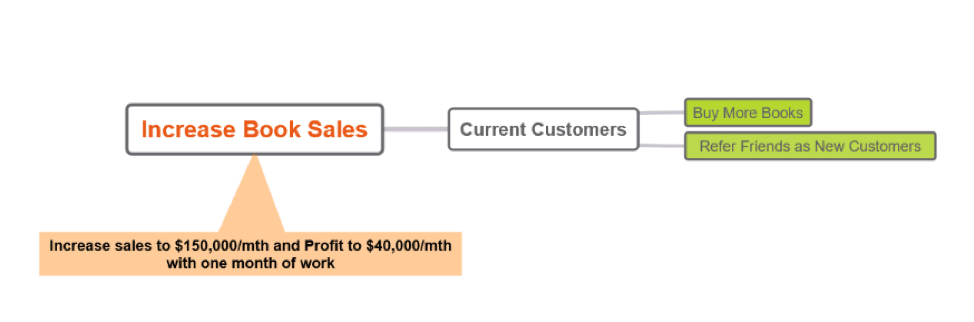 Increase Book Sales
Current Customers
Buy More Books
Refer Friends as New Customers
Increase sales to $150,000/mth and Profit to $40,000/mth
with one month of work